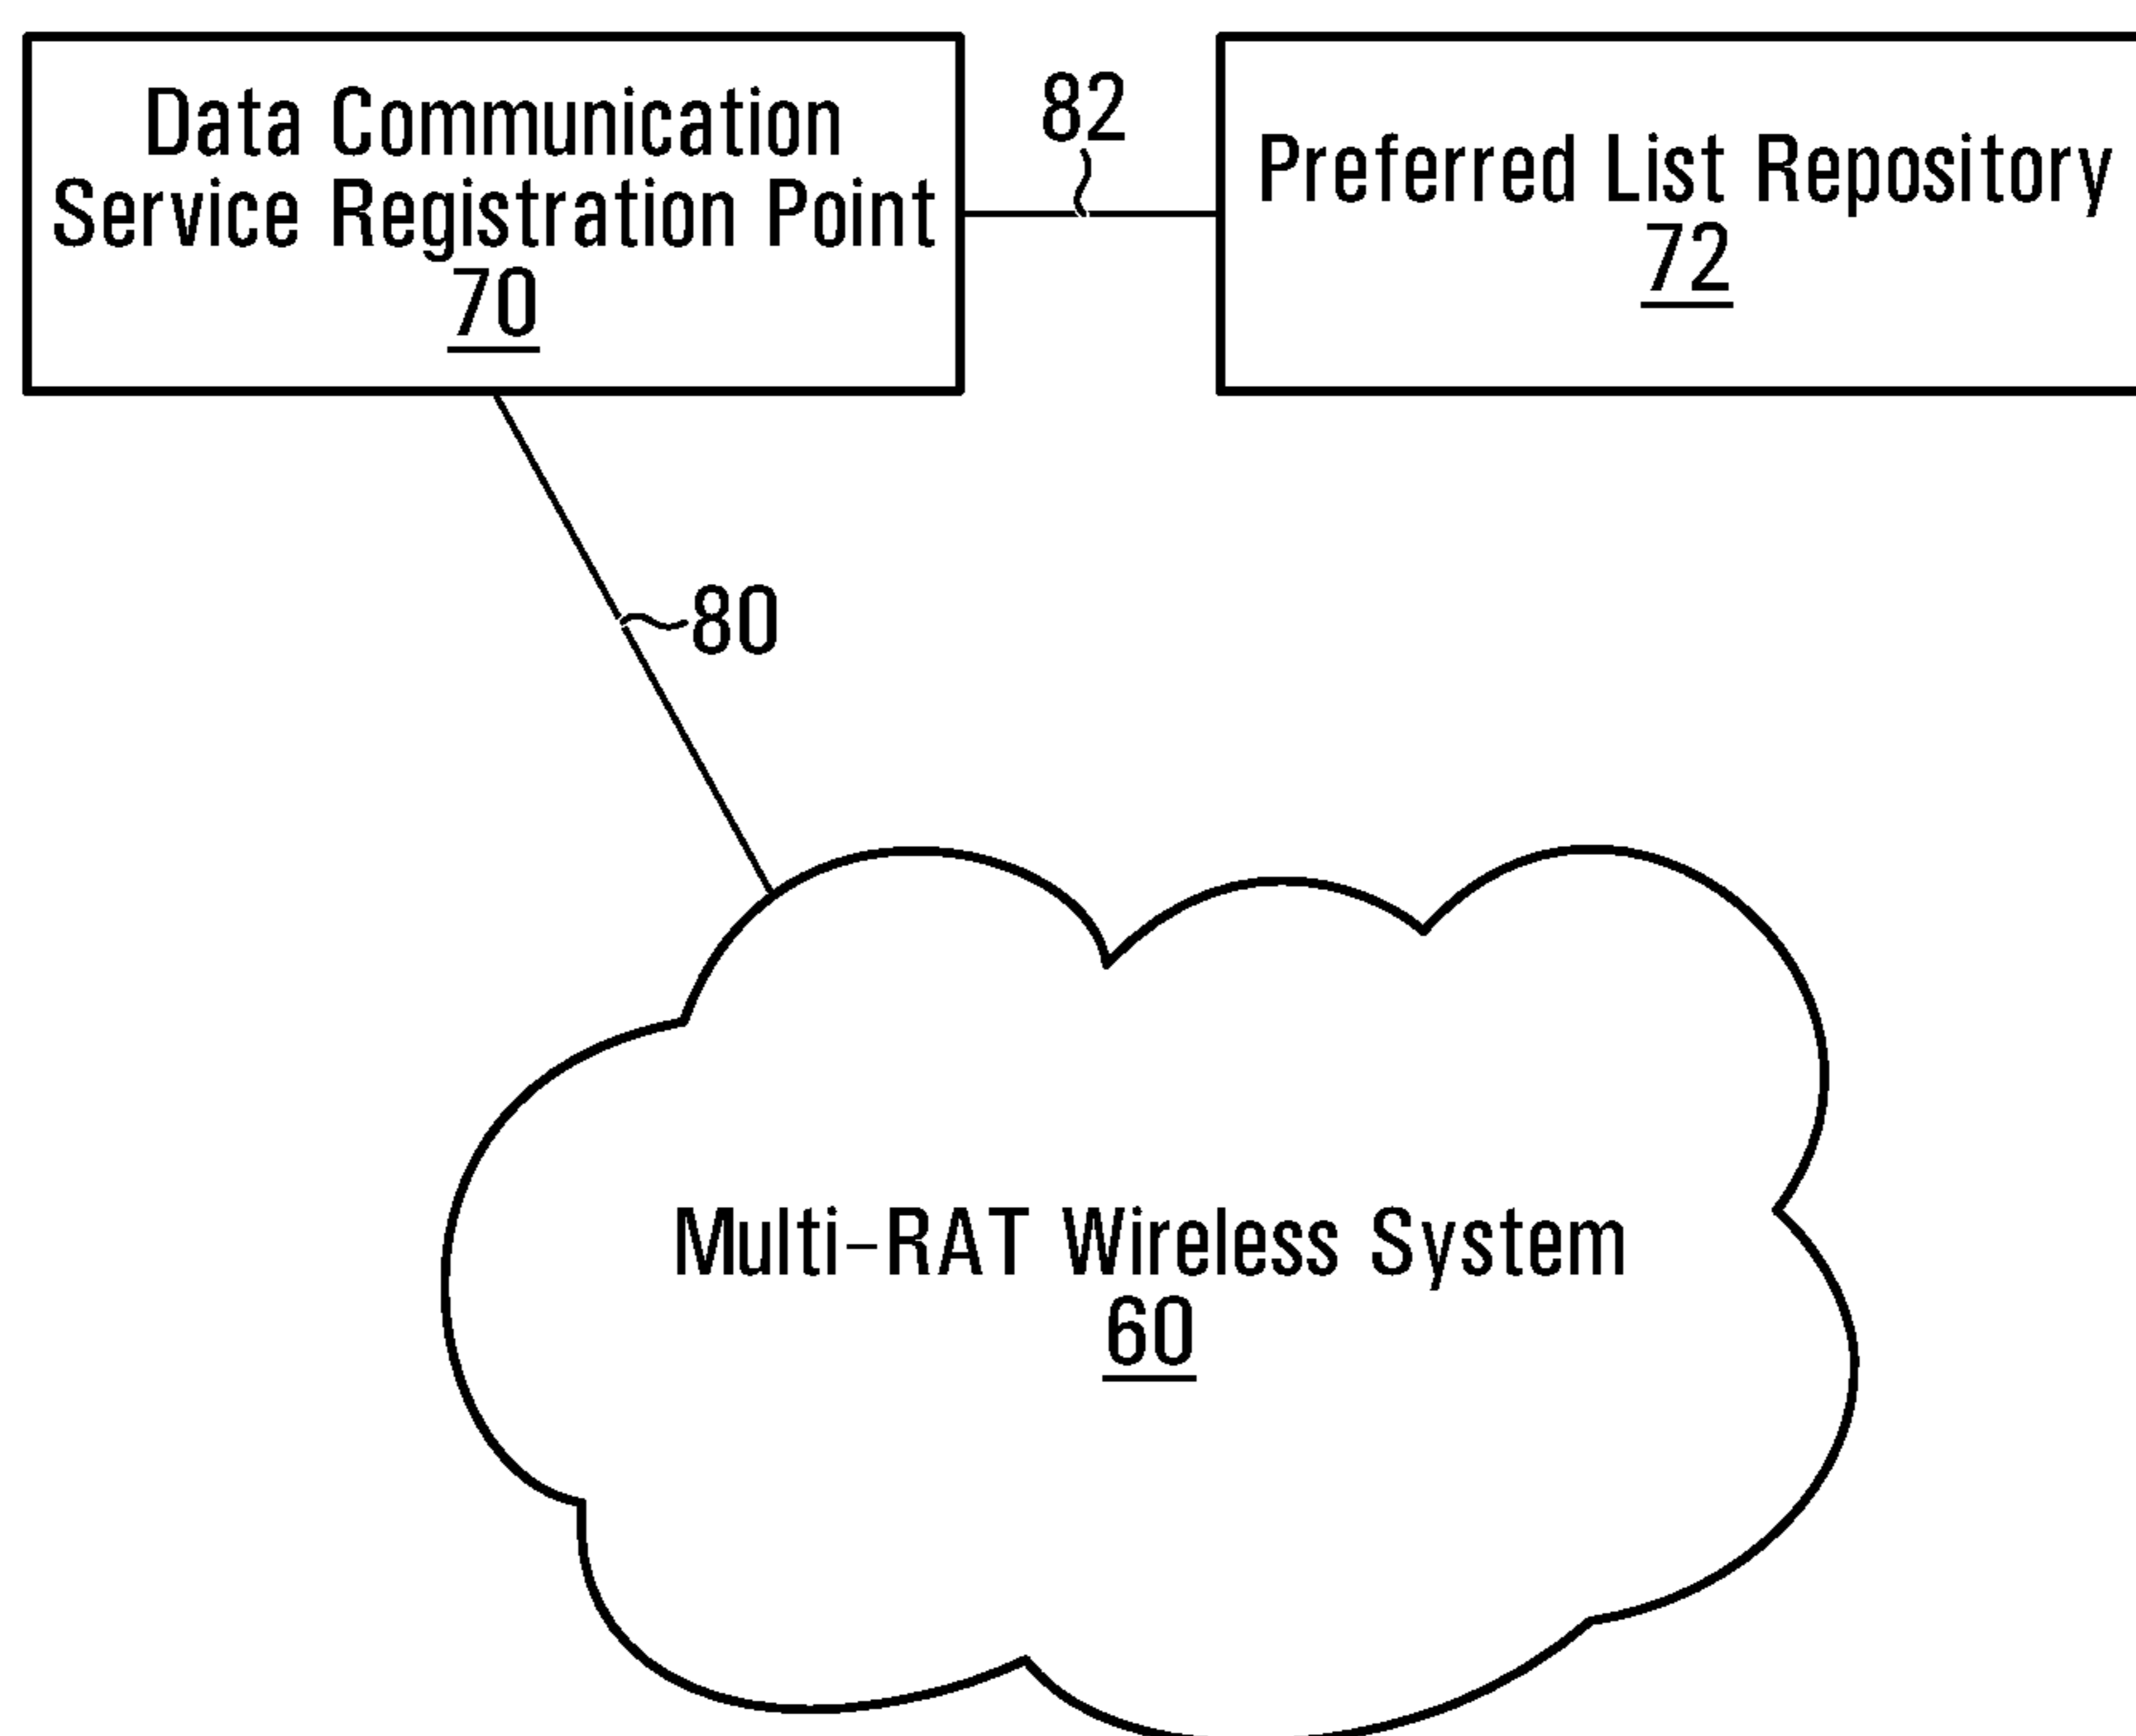 Data Communication
Service Registration Point
70
82
Preferred List Repository
72
80
Multi-RAT Wireless System
60